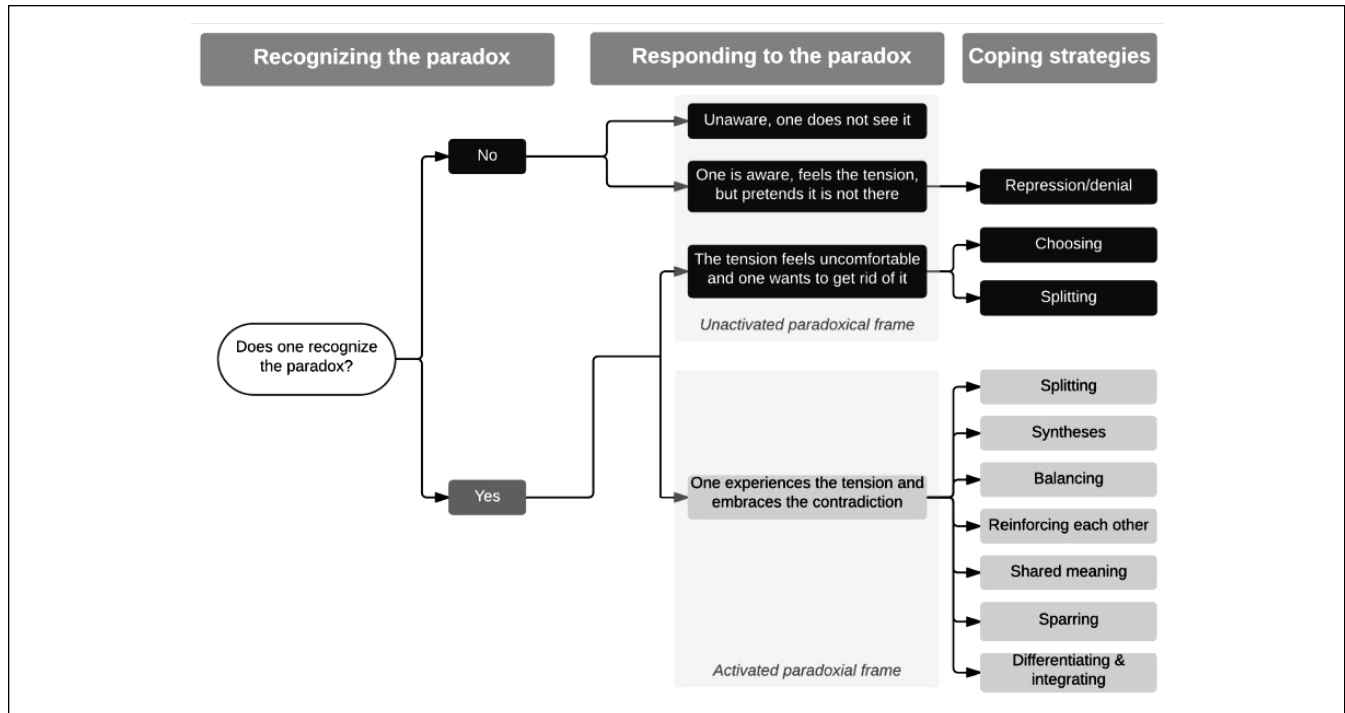 Recognizing the paradox
Responding to the paradox
Coping strategies
Does one recognize
the paradox?
No
Yes
Unaware, one does not see it
One is aware, feels the tension,
but pretends it is not there
The tension feels uncomfortable
and one wants to get rid of it
Unactivated paradoxical frame
One experiences the tension and
embraces the contradiction
Activated paradoxial frame
Repression/denial
Choosing
Splitting
Splitting
Syntheses
Balancing
Reinforcing each other
Shared meaning
Sparring
Differentiating &
integrating